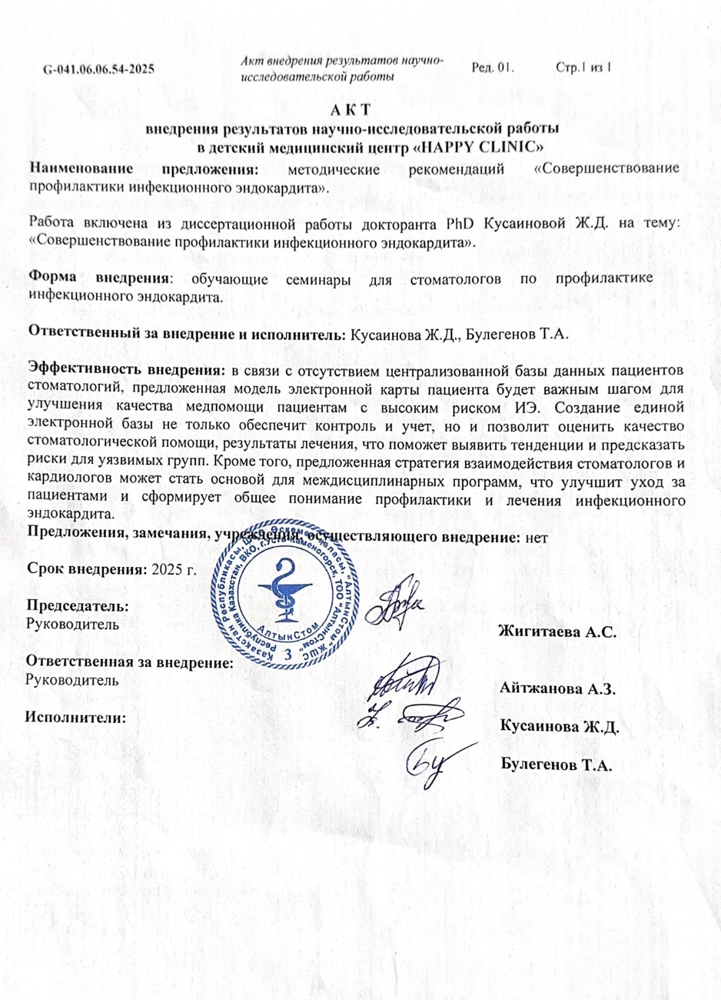 G-041.06.06.54-2025
Акт внедрения результатов научно-
исследовательской работы
Ред. 01.
Стр.1 из 1
А К Т
внедрения результатов научно-исследовательской работы
в детский медицинский центр «HAPPY CLINIC»
Наименование предложения: методические рекомендаций «Совершенствование
профилактики инфекционного эндокардита».
Работа включена из диссертационной работы докторанта PhD Кусаиновой Ж.Д. на тему:
«Совершенствование профилактики инфекционного эндокардита».
Форма внедрения: обучающие семинары для стоматологов по профилактике
инфекционного эндокардита.
Ответственный за внедрение и исполнитель: Кусаинова Ж.Д., Булегенов Т.А.
Эффективность внедрения: в связи с отсутствием централизованной базы данных пациентов
стоматологий, предложенная модель электронной карты пациента будет важным шагом для
улучшения качества медпомощи пациентам с высоким риском ИЭ. Создание единой
электронной базы не только обеспечит контроль и учет, но и позволит оценить качество
стоматологической помощи, результаты лечения, что поможет выявить тенденции и предсказать
риски для уязвимых групп. Кроме того, предложенная стратегия взаимодействия стоматологов и
кардиологов может стать основой для междисциплинарных программ, что улучшит уход за
пациентами и сформирует общее понимание профилактики и лечения инфекционного
эндокардита.
Предложения, замечания, учреждения, осуществляющего внедрение: нет
Срок внедрения: 2025 г.
Қазақстан Республикасы, ШҚО, Өскемен қаласы, "АлтынСтом" ЖШС
Республика Казахстан, ВКО, г.Усть-Каменогорск, ТОО "АлтынСтом"
АлтынСтом
3
Председатель:
Руководитель
Жигитаева А.С.
Ответственная за внедрение:
Руководитель
Айтжанова А.З.
Исполнители:
Кусаинова Ж.Д.
Булегенов Т.А.